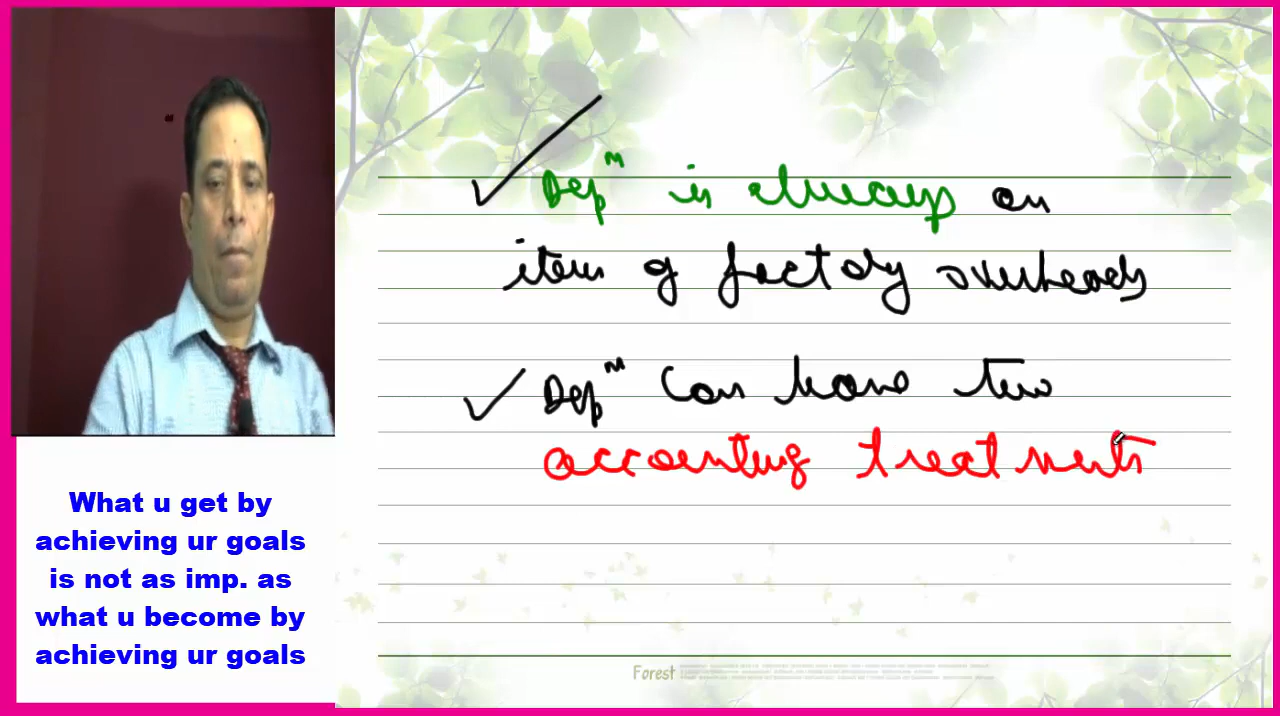 Depn is always an
item of factory overheads
Depn can have two
accounting treatments
What u get by
achieving ur goals
is not as imp. as
what u become by
achieving ur goals
Forest